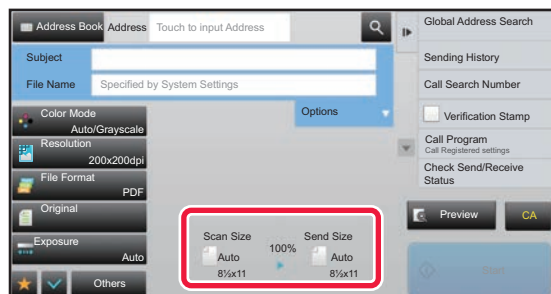 Address Book Address Touch to input Address
Subject
File Name Specified by System Settings
Options
Color Mode
Auto/Grayscale
Resolution
200x200dpi
File Format
PDF
Original
Exposure
Auto
Others
Scan Size
Auto
8½x11
100%
Send Size
Auto
8½x11
Global Address Search
Sending History
Call Search Number
Verification Stamp
Call Program
Call Registered settings
Check Send/Receive
Status
Preview
CA
Start